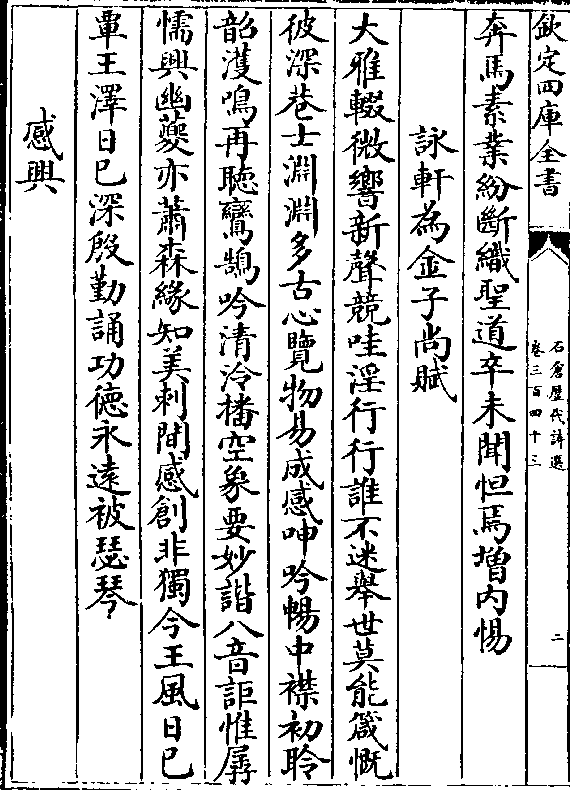 欽定四庫全書
石倉歷代詩選
卷三百四十三
二
奔馬素業紛斷織聖道卒未聞怛焉增内惕
詠軒為金子尚賦
大雅輟微響新聲競哇淫行行誰不迷舉世莫能箴慨
彼深巷士淵淵多古心覽物易成感呻吟暢中襟初聆
韶濩鳴再聴鸞鵠吟清泠播空象要妙諧八音詎惟孱
懦興幽夔亦蕭森緣知美刺間感創非獨今王風日已
覃王澤日已深殷勤誦功徳永遠被瑟琴
感興